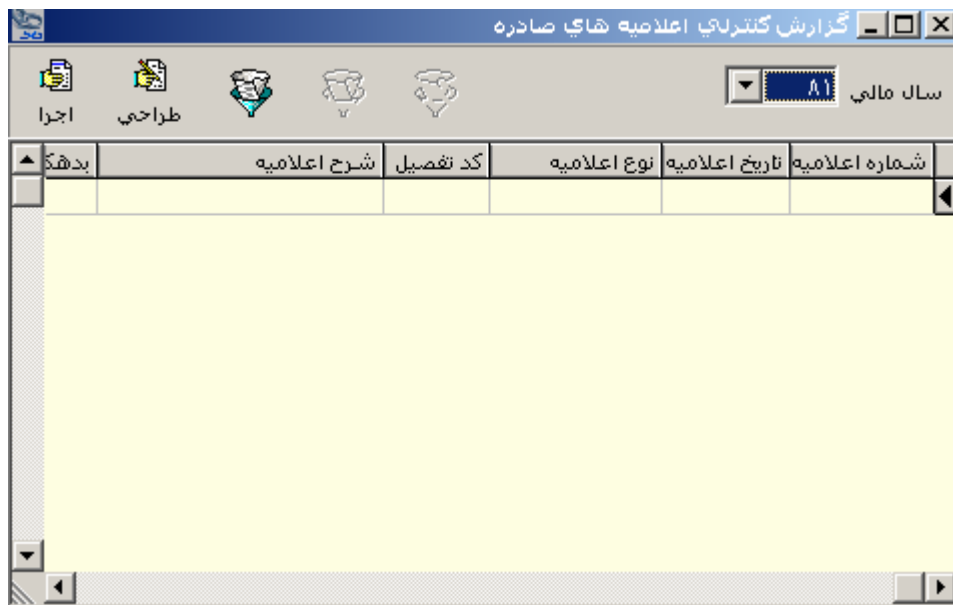 گزارش کنترلي اعلاميه هاي صادره
سال مالي ۸۱
طراحي
اجرا
شماره اعلاميه تاريخ اعلاميه نوع اعلاميه کد تفصيل شرح اعلاميه بدهک